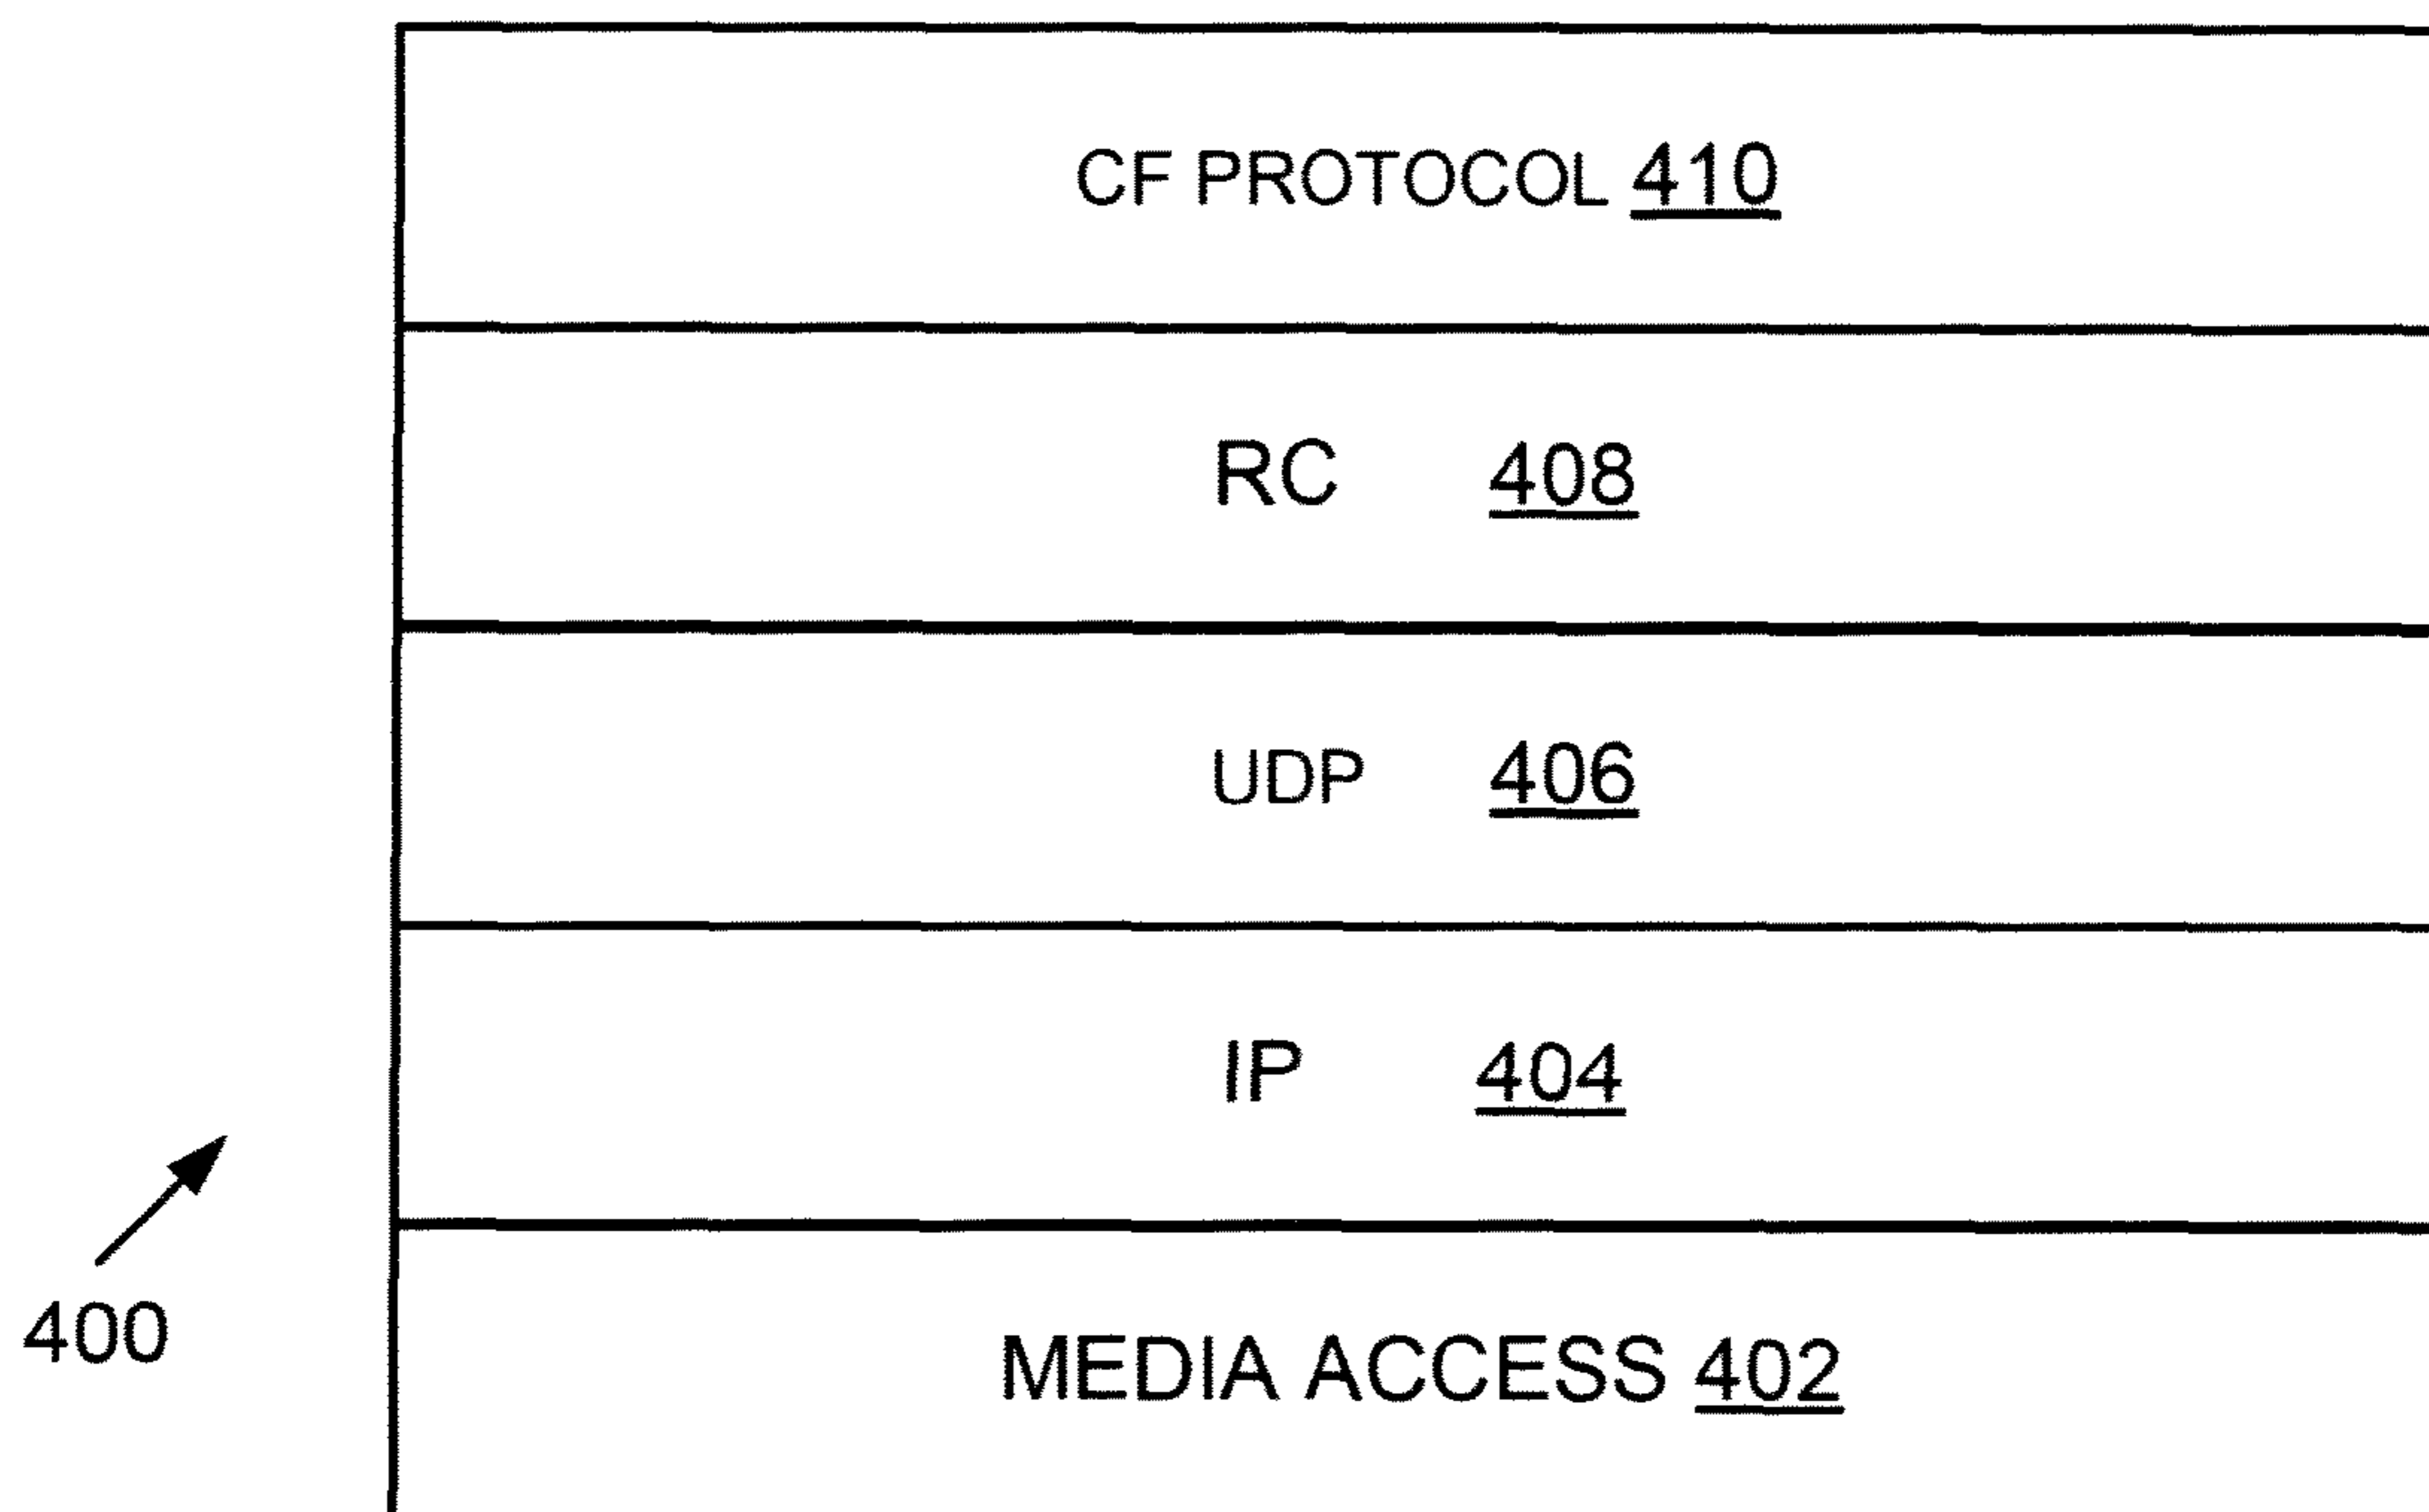 CF PROTOCOL 410
RC 408
UDP 406
IP 404
400
MEDIA ACCESS 402